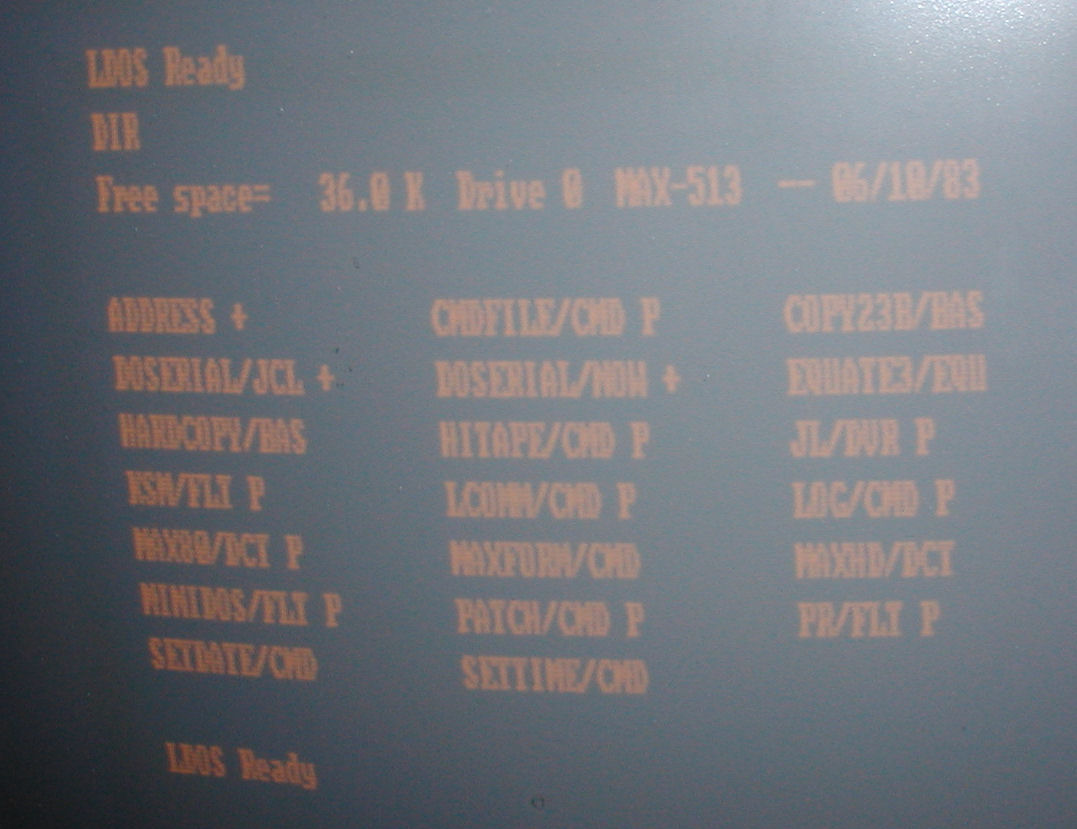 LDOS Ready
DIR
Free space=   36.0 K  Drive 0  MAX-513  -- 06/10/83
ADDRESS +   CMDFILE/CMD P   COPY23B/BAS
DOSERIAL/JCL +   DOSERIAL/NOW +   EQUATE3/EQU
HARDCOPY/BAS   HITAPE/CMD P   JL/DVR P
KSM/FLT P   LCOMM/CMD P   LOG/CMD P
MAX80/DCT P   MAXFORM/CMD   MAXHD/DCT
MINIDOS/FLT P   PATCH/CMD P   PR/FLT P
SETDATE/CMD   SETTIME/CMD
LDOS Ready